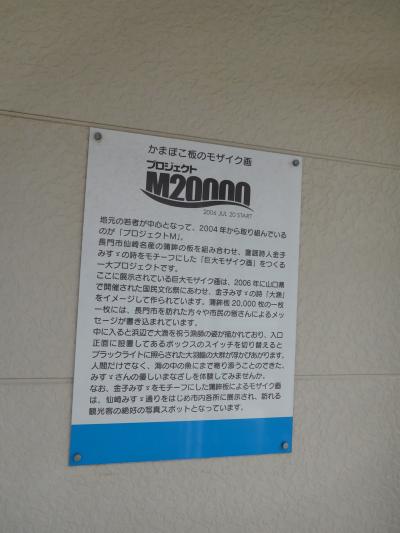 かまぼこ板のモザイク画
プロジェクト
M20000
2006 JUL 20 START
地元の若者が中心となって、2004年から取り組んでいる
のが「プロジェクトM」。
長門市仙崎名産の蒲鉾の板を組み合わせ、童謡詩人金子
みすゞの詩をモチーフにした「巨大モザイク画」をつくる
一大プロジェクトです。
ここに展示されている巨大モザイク画は、2006年に山口県
で開催された国民文化祭にあわせ、金子みすゞの詩「大漁」
をイメージして作られています。蒲鉾板20,000枚の一枚
一枚には、長門市を訪れた方々や市民の皆さんによるメッ
セージが書き込まれています。
中に入ると浜辺で大漁を祝う漁師の姿が描かれており、入口
正面に設置してあるボックスのスイッチを切り替えると
ブラックライトに照らされた大羽鰮の大群が浮かびあがります。
人間だけでなく、海の中の魚にまで寄り添うことのできた、
みすゞさんの優しいまなざしを体験してみませんか。
なお、金子みすゞをモチーフにした蒲鉾板によるモザイク画
は、仙崎みすゞ通りをはじめ市内各所に展示され、訪れる
観光客の絶好の写真スポットとなっています。